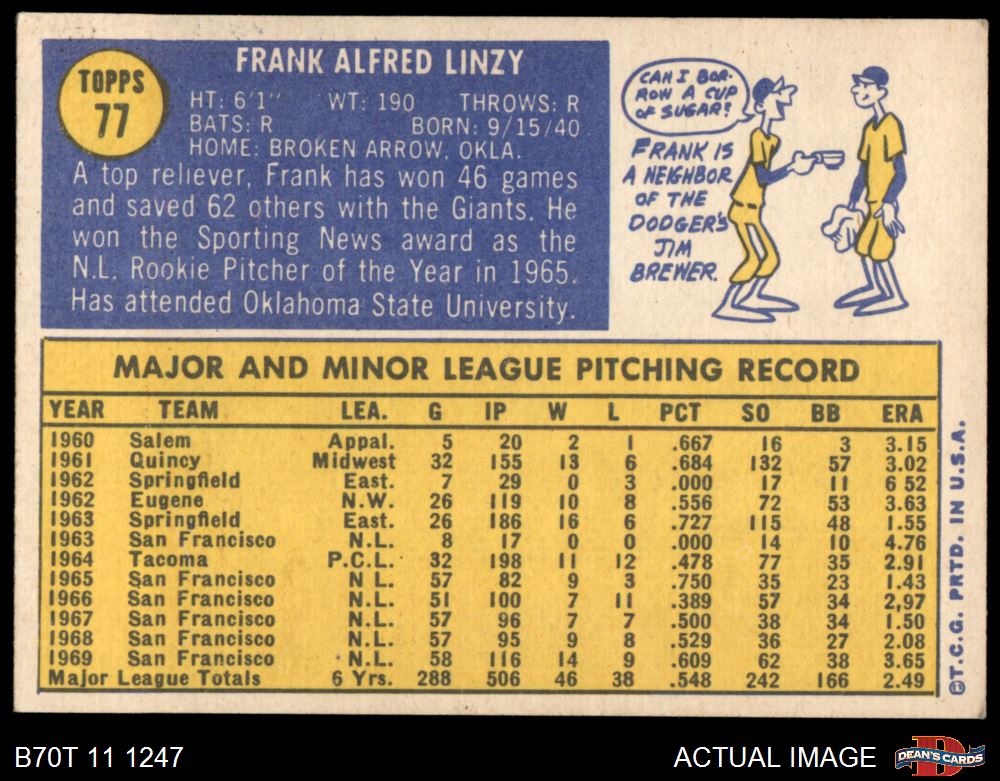 TOPPS
77
FRANK ALFRED LINZY
HT: 6'1" WT: 190 THROWS: R
BATS: R BORN: 9/15/40
HOME: BROKEN ARROW, OKLA.
A top reliever, Frank has won 46 games
and saved 62 others with the Giants. He
won the Sporting News award as the
N.L. Rookie Pitcher of the Year in 1965.
Has attended Oklahoma State University.
CAN I BOR-
ROW A CUP
OF SUGAR?
FRANK IS
A NEIGHBOR
OF THE
DODGER'S
JIM
BREWER.
MAJOR AND MINOR LEAGUE PITCHING RECORD
YEAR TEAM LEA. G IP W L PCT SO BB ERA
1960 Salem Appal. 5 20 2 1 .667 16 3 3.15
1961 Quincy Midwest 32 155 13 6 .684 132 57 3.02
1962 Springfield East. 7 29 0 3 .000 17 11 6 52
1962 Eugene N.W. 26 119 10 8 .556 72 53 3.63
1963 Springfield East. 26 186 16 6 .727 115 48 1.55
1963 San Francisco N.L. 8 17 0 0 .000 14 10 4.76
1964 Tacoma P.C.L. 32 198 11 12 .478 77 35 2.91
1965 San Francisco N L. 57 82 9 3 .750 35 23 1.43
1966 San Francisco N.L. 51 100 7 11 .389 57 34 2,97
1967 San Francisco N.L. 57 96 7 7 .500 38 34 1.50
1968 San Francisco N.L. 57 95 9 8 .529 36 27 2.08
1969 San Francisco N.L. 58 116 14 9 .609 62 38 3.65
Major League Totals 6 Yrs. 288 506 46 38 .548 242 166 2.49
©T.C.G. PRTD. IN U.S.A.
B70T 11 1247
ACTUAL IMAGE
D
DEAN'S CARDS